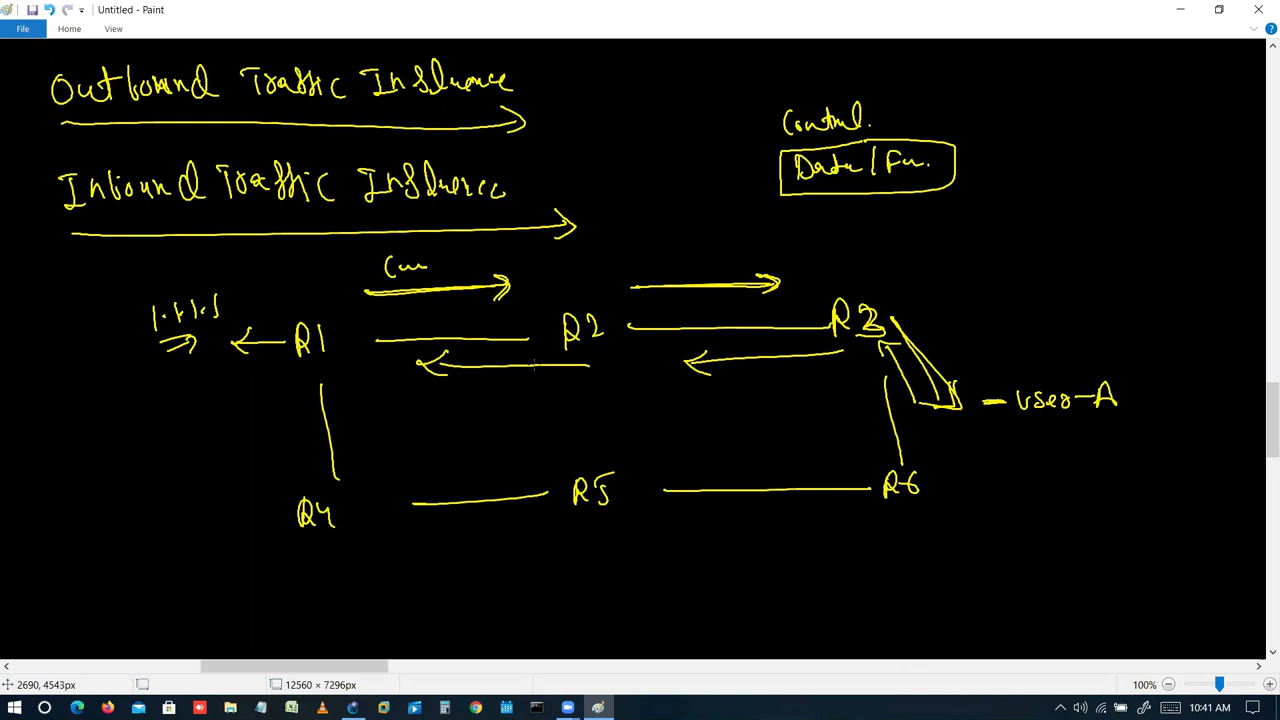 Untitled - Paint
File Home View
Outbound Traffic Influence
Control.
Data / Fw.
Inbound Traffic Influence
1.1.1.1
R1
R2
R3
User-A
R4
R5
R6
2690, 4543px
12560 × 7296px
100%
10:41 AM